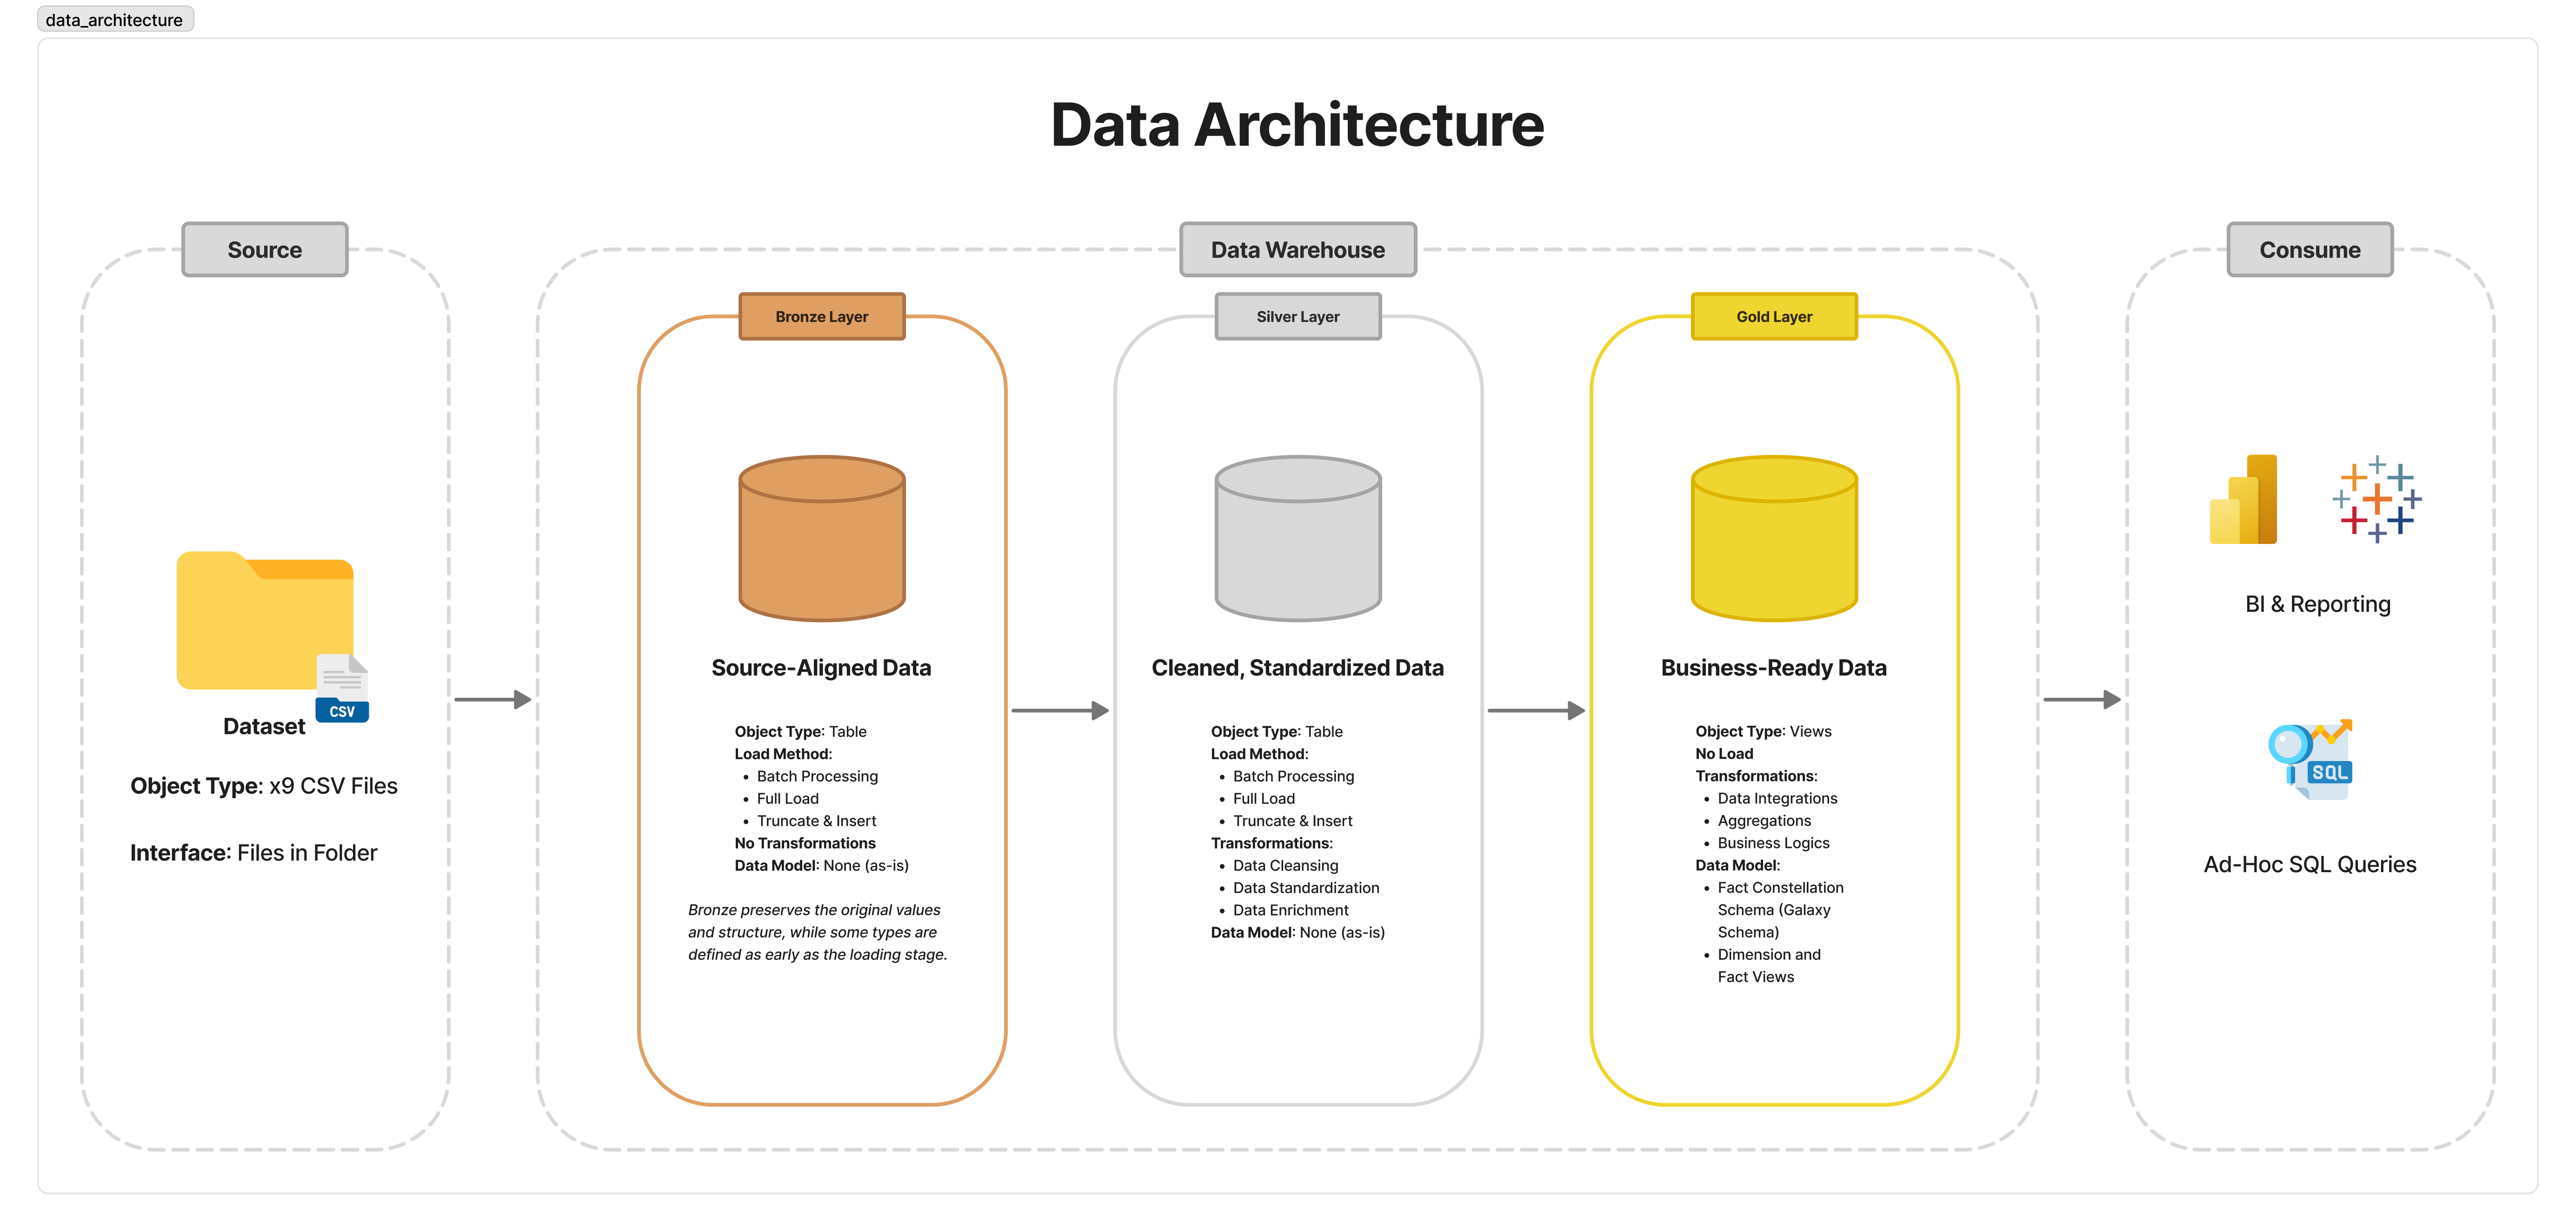 data_architecture
Data Architecture
Source
CSV
Dataset
Object Type: x9 CSV Files
Interface: Files in Folder
Data Warehouse
Bronze Layer
Source-Aligned Data
Object Type: Table
Load Method:
• Batch Processing
• Full Load
• Truncate & Insert
No Transformations
Data Model: None (as-is)
Bronze preserves the original values
and structure, while some types are
defined as early as the loading stage.
Silver Layer
Cleaned, Standardized Data
Object Type: Table
Load Method:
• Batch Processing
• Full Load
• Truncate & Insert
Transformations:
• Data Cleansing
• Data Standardization
• Data Enrichment
Data Model: None (as-is)
Gold Layer
Business-Ready Data
Object Type: Views
No Load
Transformations:
• Data Integrations
• Aggregations
• Business Logics
Data Model:
• Fact Constellation
Schema (Galaxy
Schema)
• Dimension and
Fact Views
Consume
BI & Reporting
SQL
Ad-Hoc SQL Queries